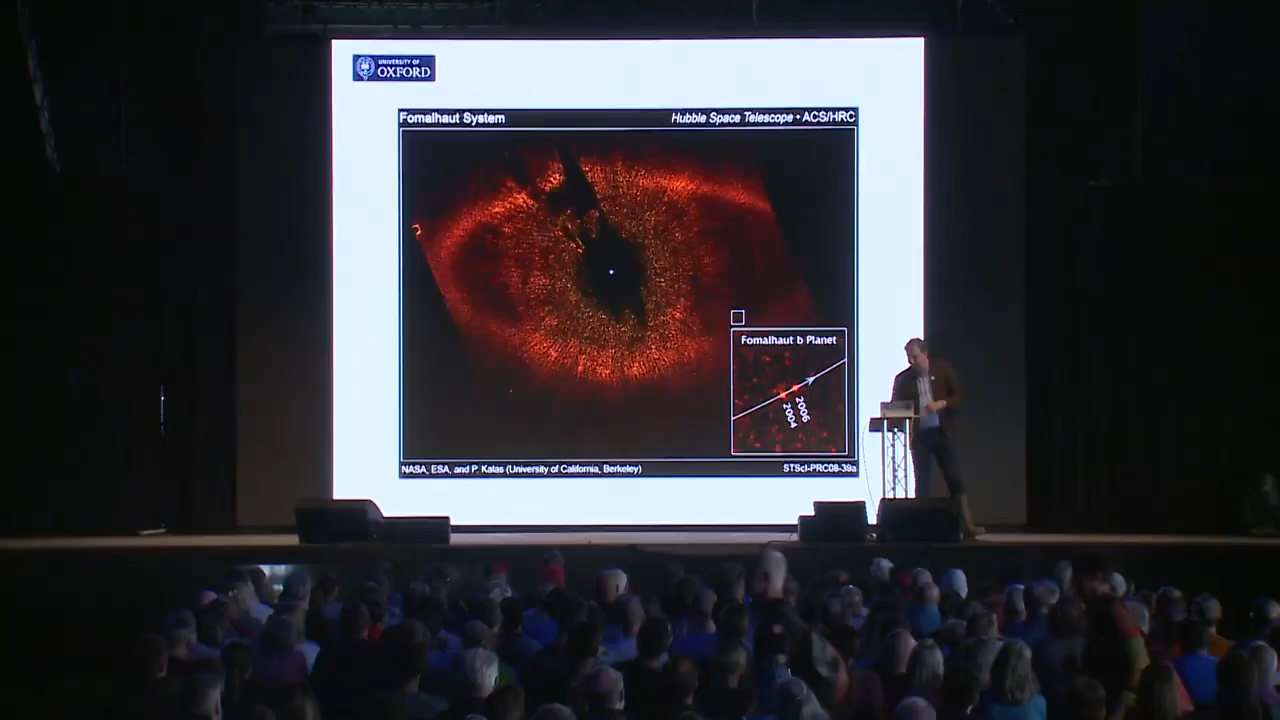 UNIVERSITY OF
OXFORD
Fomalhaut System
Hubble Space Telescope • ACS/HRC
Fomalhaut b Planet
2006
2004
NASA, ESA, and P. Kalas (University of California, Berkeley)
STScI-PRC08-39a